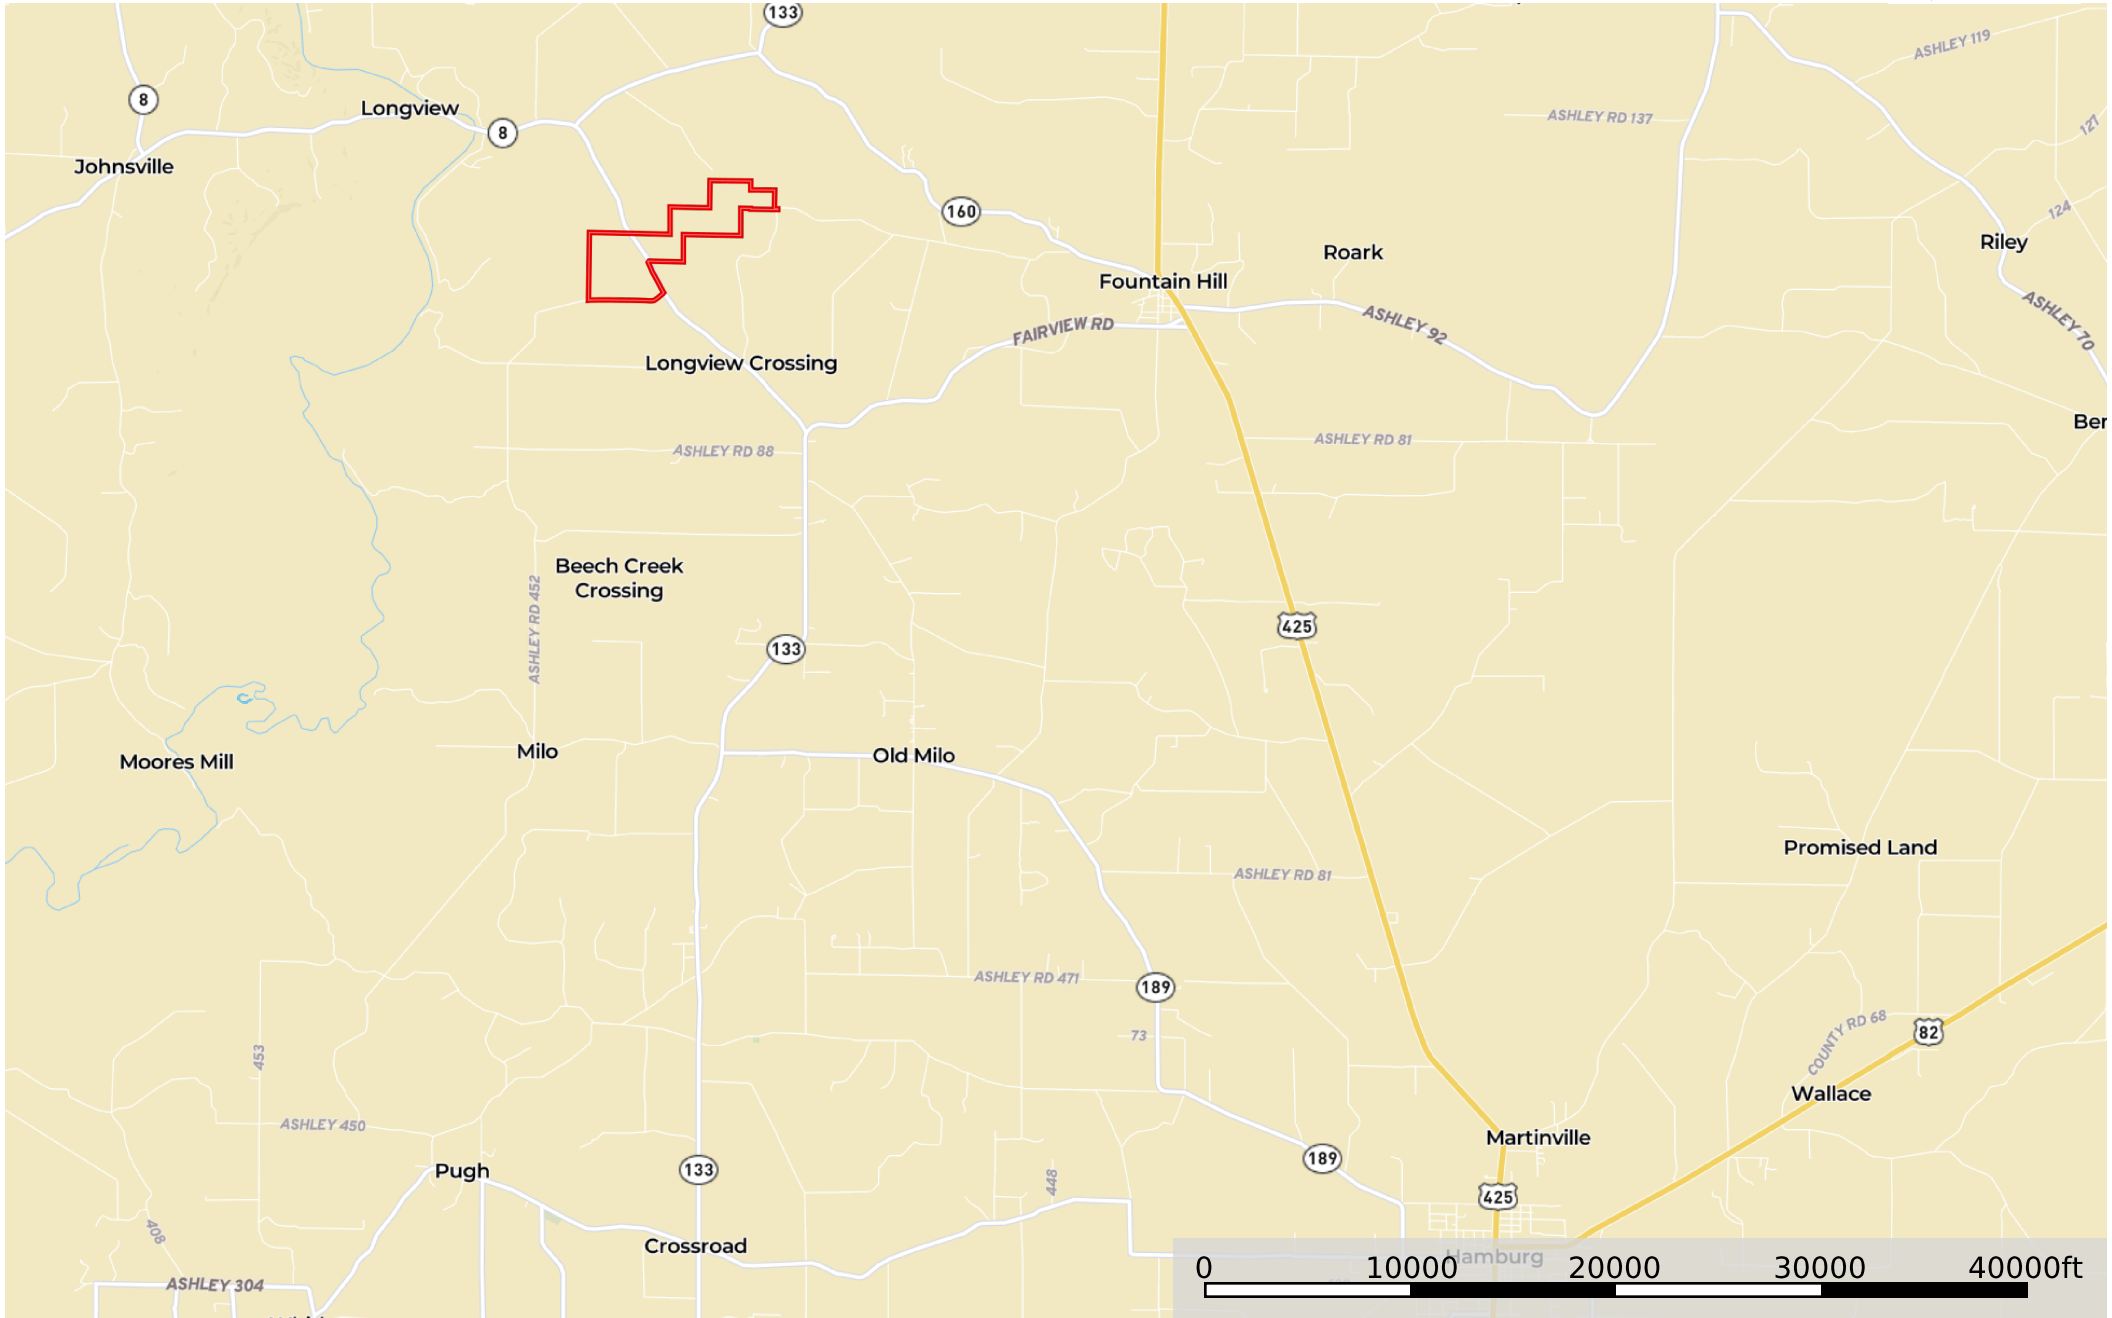 133
ASHLEY 119
8
Longview
8
ASHLEY RD 137
127
Johnsville
160
124
Riley
Roark
Fountain Hill
ASHLEY 92
FAIRVIEW RD
ASHLEY 70
Longview Crossing
Ber
ASHLEY RD 88
ASHLEY RD 81
Beech Creek
Crossing
ASHLEY RD 452
425
133
Milo
Old Milo
Moores Mill
Promised Land
ASHLEY RD 81
ASHLEY RD 471
189
73
453
COUNTY RD 68
82
Wallace
ASHLEY 450
Martinville
189
Pugh
133
448
425
408
Crossroad
Hamburg
ASHLEY 304
0 10000 20000 30000 40000ft